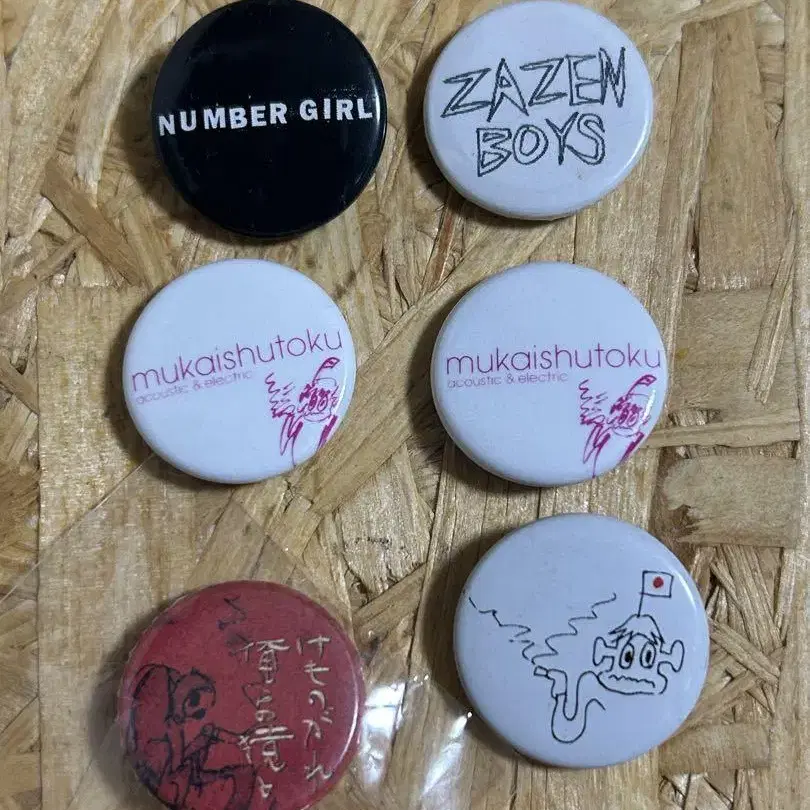 NUMBER GIRL
ZAZEN
BOYS
mukaishutoku
acoustic & electric
mukaishutoku
acoustic & electric
けものがれ
俺らの猿と